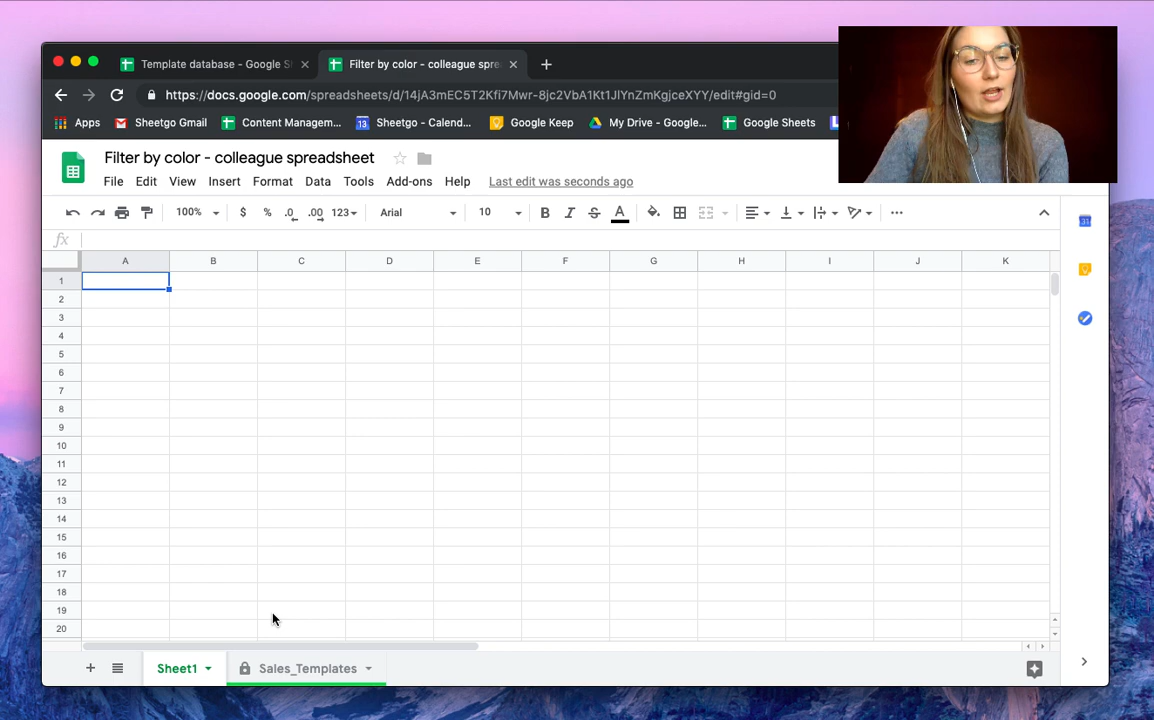 Template database - Google S
Filter by color - colleague spre
https://docs.google.com/spreadsheets/d/14jA3mEC5T2Kfi7Mwr-8jc2VbA1Kt1JlYnZmKgjceXYY/edit#gid=0
Apps Sheetgo Gmail Content Managem... 13 Sheetgo - Calend... Google Keep My Drive - Google... Google Sheets
Filter by color - colleague spreadsheet
File Edit View Insert Format Data Tools Add-ons Help Last edit was seconds ago
100% $ % .0 .00 123 Arial 10 B I S A
31
fx
A B C D E F G H I J K
1
2
3
4
5
6
7
8
9
10
11
12
13
14
15
16
17
18
19
20
Sheet1 Sales_Templates